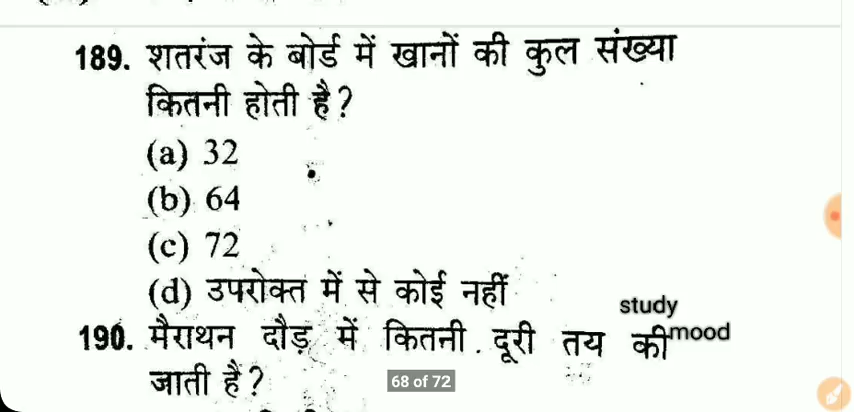 189. शतरंज के बोर्ड में खानों की कुल संख्या
कितनी होती है?
(a) 32
(b) 64
(c) 72
(d) उपरोक्त में से कोई नहीं
190. मैराथन दौड़ में कितनी दूरी तय की
जाती है?
study
mood
68 of 72